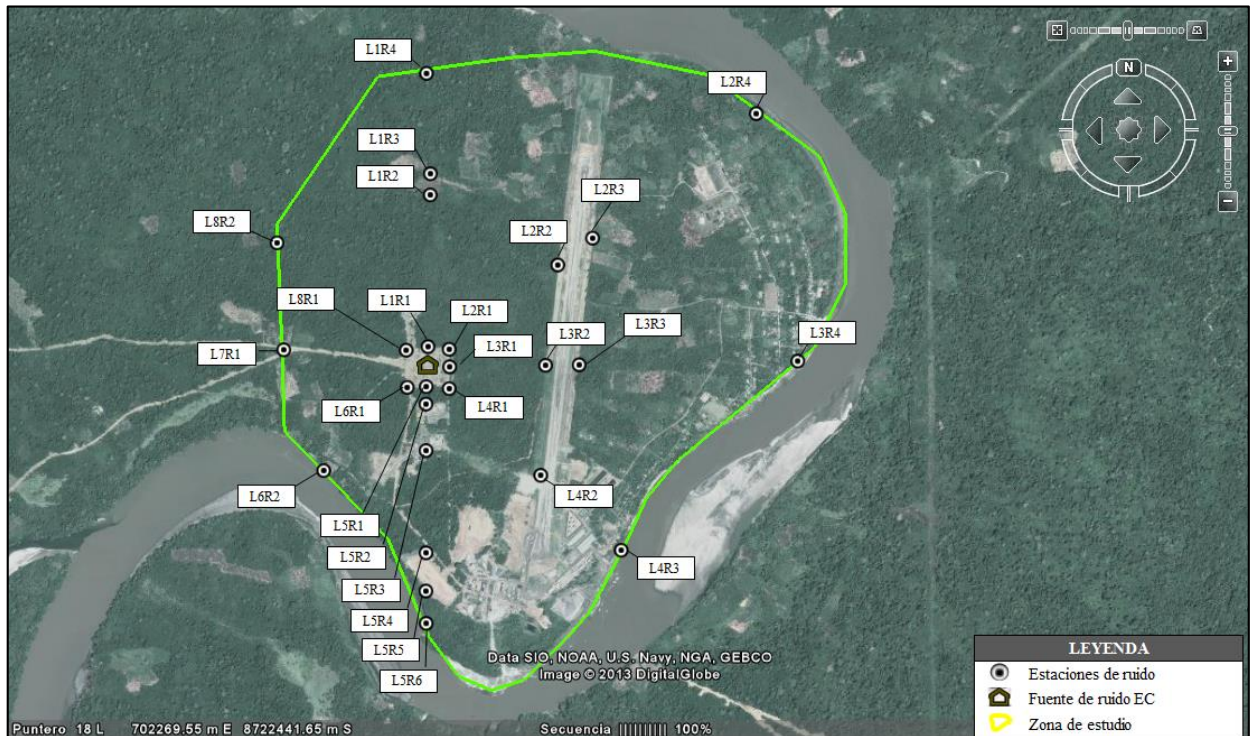 L1R4
L2R4
L1R3
L1R2
L2R3
L8R2
L2R2
L8R1
L1R1
L2R1
L3R1
L3R2
L3R3
L3R4
L7R1
L6R1
L4R1
L6R2
L5R1
L4R2
L5R2
L4R3
L5R3
L5R4
L5R5
L5R6
N
Data SIO, NOAA, U.S. Navy, NGA, GEBCO
Image © 2013 DigitalGlobe
LEYENDA
Estaciones de ruido
Fuente de ruido EC
Zona de estudio
Puntero 18 L 702269.55 m E 8722441.65 m S Secuencia |||||||||| 100%